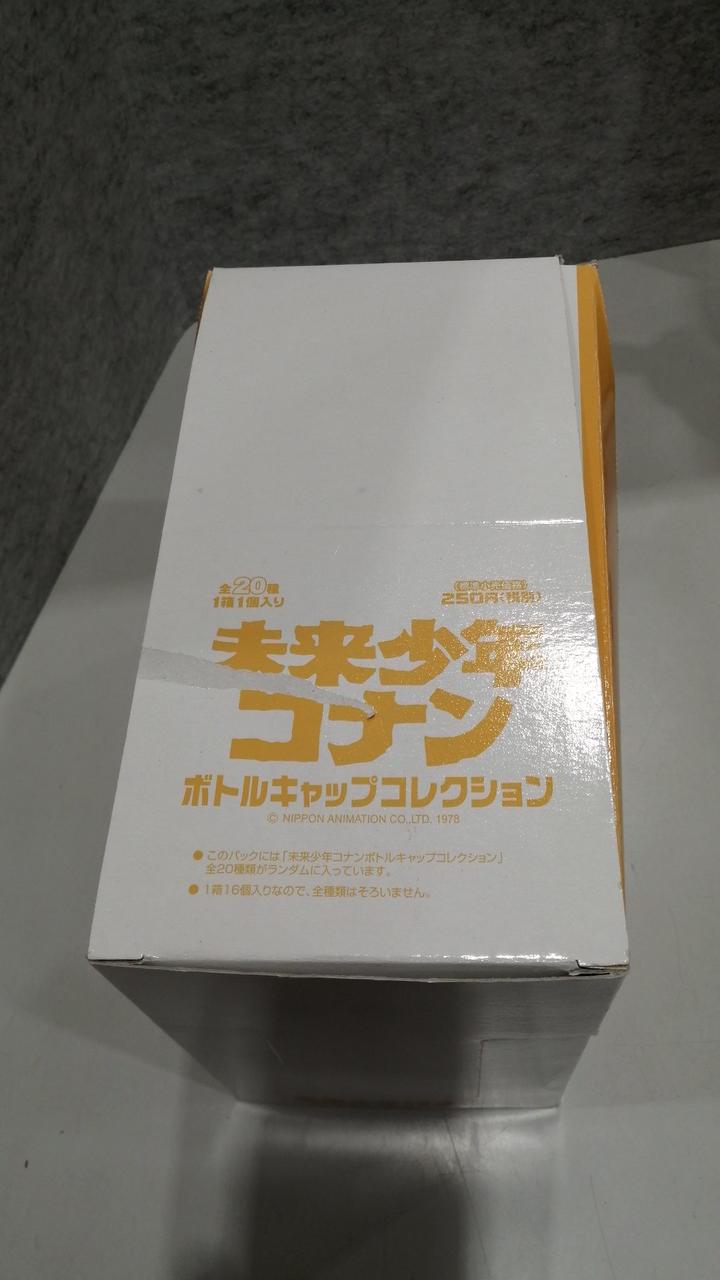 全20種
1箱1個入り
(標準小売価格)
250円(税別)
未来少年
コナン
ボトルキャップコレクション
© NIPPON ANIMATION CO.,LTD. 1978
●このパックには「未来少年コナンボトルキャップコレクション」
全20種類がランダムに入っています。
●1箱16個入りなので、全種類はそろいません。